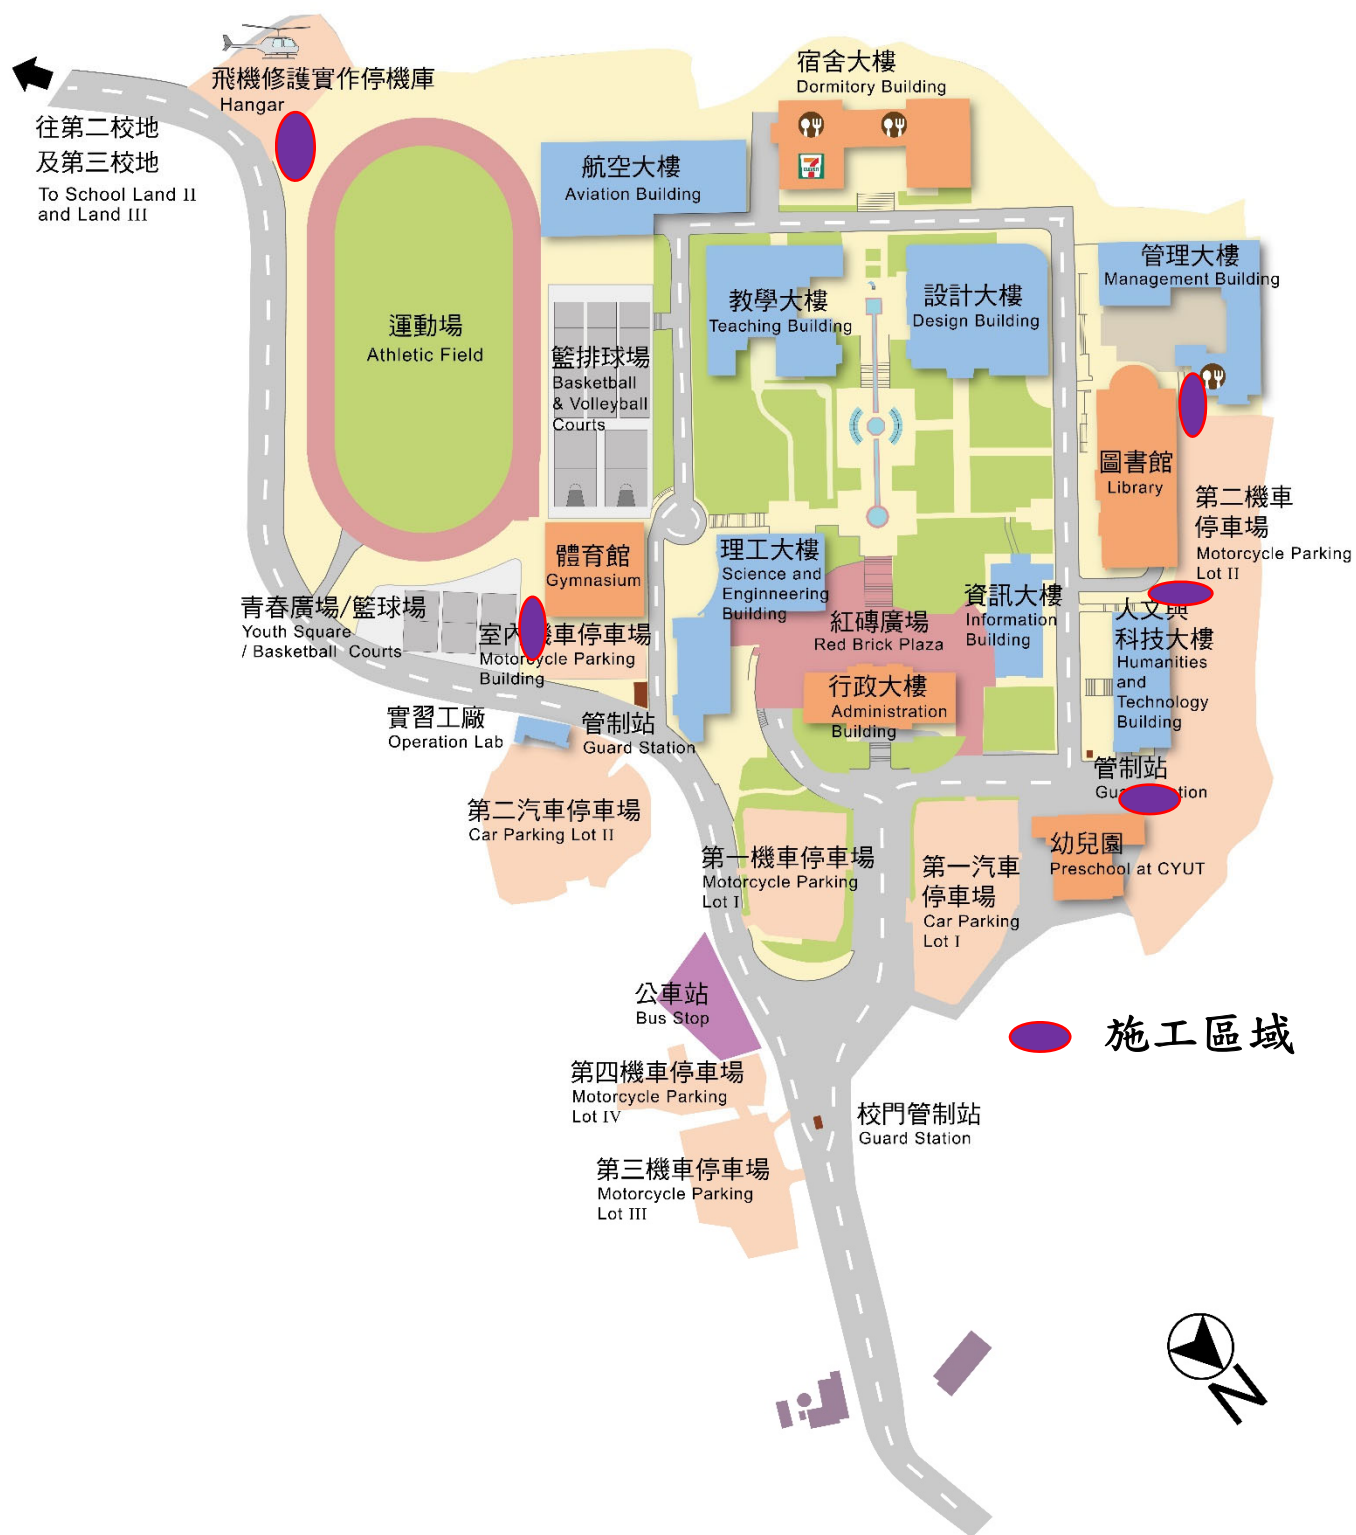 飛機修護實作停機庫
Hangar
往第二校地
及第三校地
To School Land II
and Land III
宿舍大樓
Dormitory Building
航空大樓
Aviation Building
管理大樓
Management Building
教學大樓
Teaching Building
設計大樓
Design Building
運動場
Athletic Field
籃排球場
Basketball
& Volleyball
Courts
圖書館
Library
第二機車
停車場
Motorcycle Parking
Lot II
體育館
Gymnasium
理工大樓
Science and
Enginneering
Building
青春廣場/籃球場
Youth Square
/ Basketball Courts
室內機車停車場
Motorcycle Parking
Building
紅磚廣場
Red Brick Plaza
資訊大樓
Information
Building
人文與
科技大樓
Humanities
and
Technology
Building
行政大樓
Administration
Building
實習工廠
Operation Lab
管制站
Guard Station
管制站
Guard Station
第二汽車停車場
Car Parking Lot II
第一機車停車場
Motorcycle Parking
Lot I
第一汽車
停車場
Car Parking
Lot I
幼兒園
Preschool at CYUT
公車站
Bus Stop
施工區域
第四機車停車場
Motorcycle Parking
Lot IV
校門管制站
Guard Station
第三機車停車場
Motorcycle Parking
Lot III
N